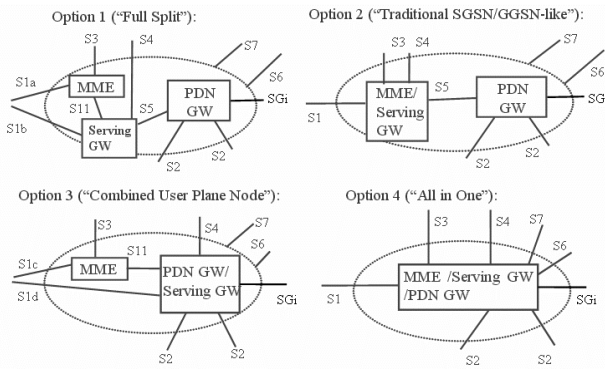 Option 1 (“Full Split”):
S3
S4
S7
S6
S1a
MME
S11
S1b
Serving
GW
S5
PDN
GW
SGi
S2
S2
Option 2 (“Traditional SGSN/GGSN-like”):
S3
S4
S7
S6
S1
MME/
Serving
GW
S5
PDN
GW
SG
S2
S2
Option 3 (“Combined User Plane Node”):
S3
S4
S7
S6
S1c
MME
S11
S1d
PDN GW/
Serving GW
SGi
S2
S2
Option 4 (“All in One”):
S3
S4
S7
S6
S1
MME /Serving GW
/PDN GW
SGi
S2
S2